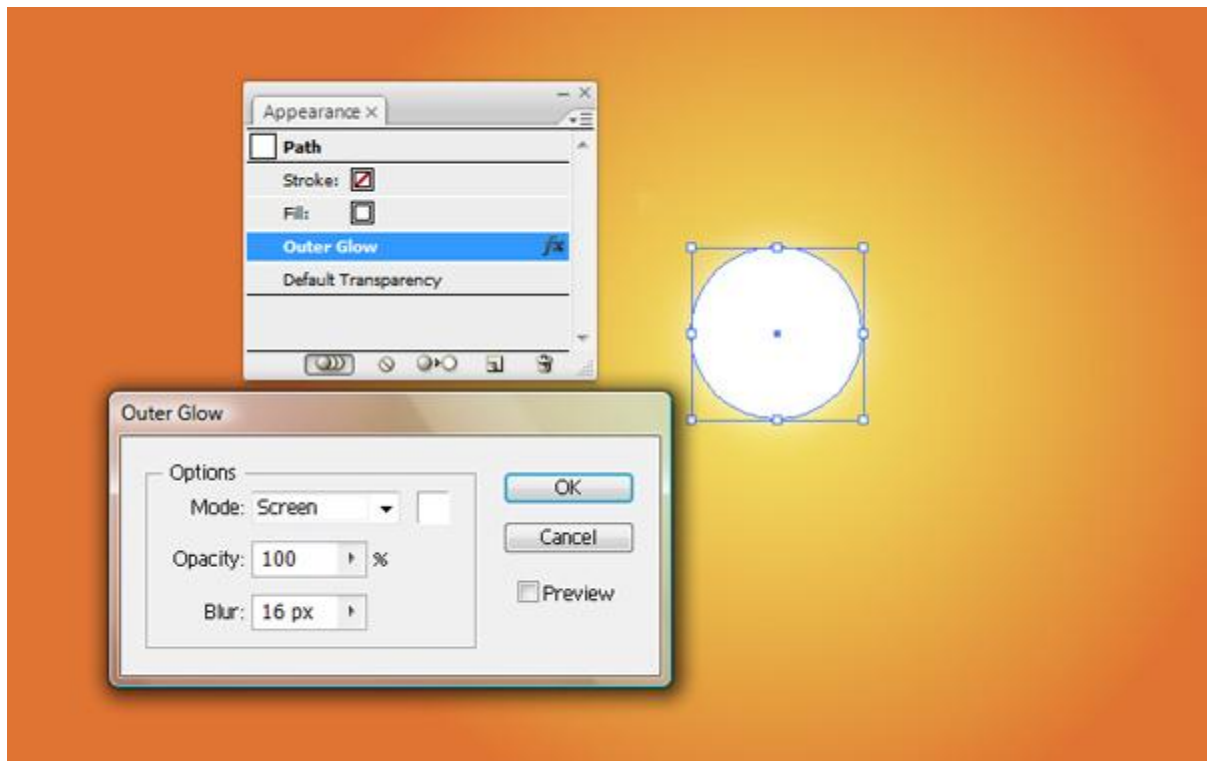 Appearance
Path
Stroke:
Fill:
Outer Glow fx
Default Transparency
Outer Glow
Options
Mode: Screen
OK
Opacity: 100 %
Cancel
Blur: 16 px
Preview